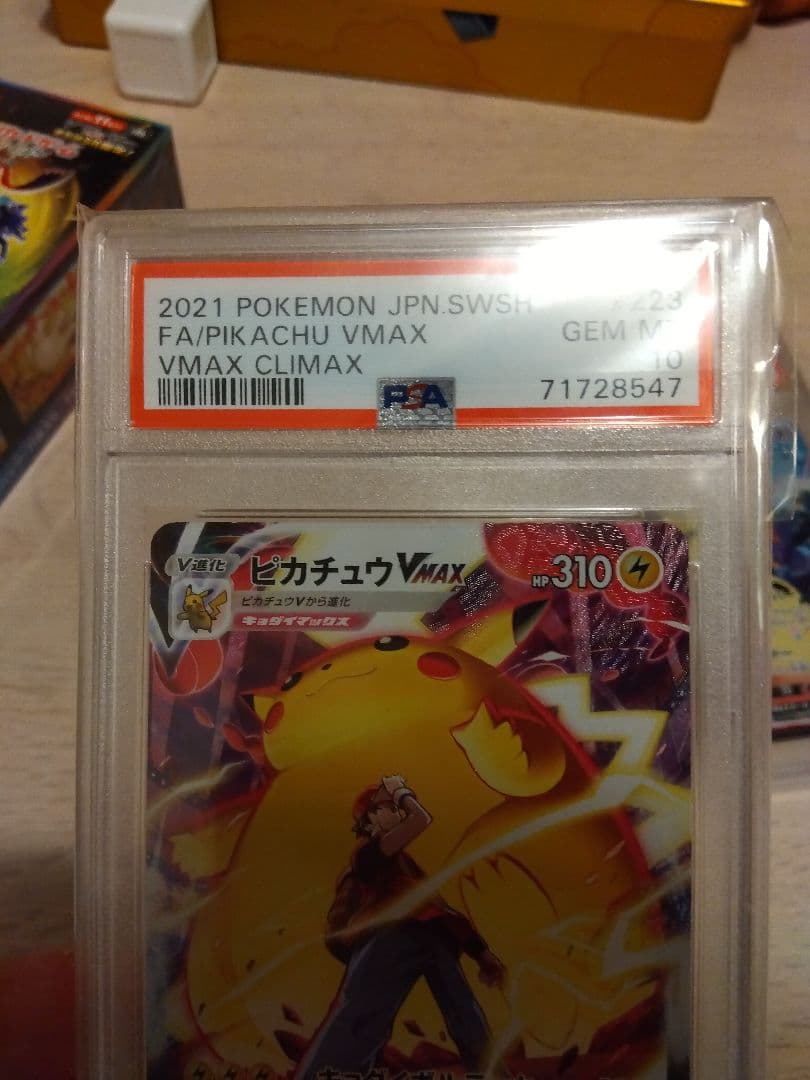 2021 POKEMON JPN.SWSH
FA/PIKACHU VMAX
GEM
VMAX CLIMAX
10
71728547
PSA
V進化
ピカチュウVMAX
HP310
ピカチュウVから進化
キョダイマックス